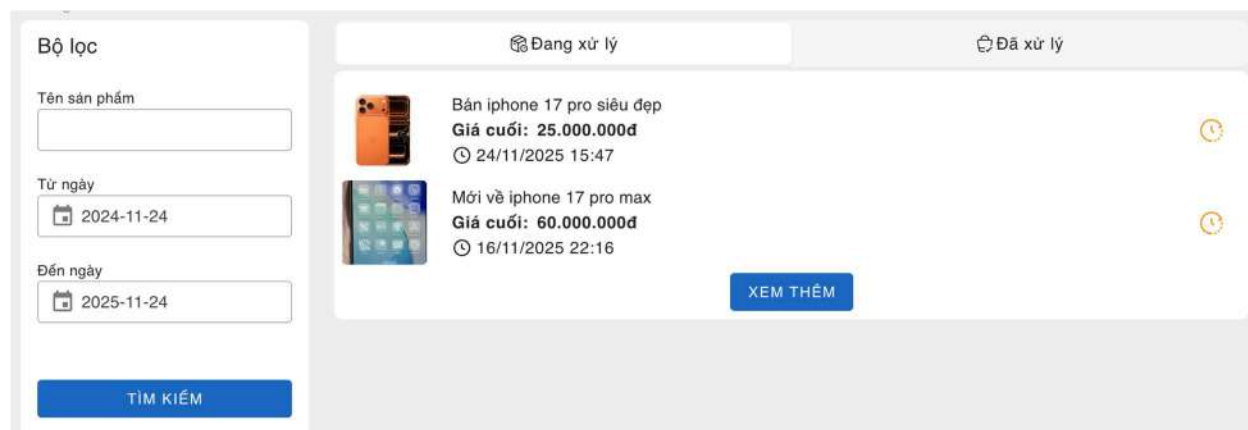 Bộ lọc
Tên sản phẩm
Từ ngày
2024-11-24
Đến ngày
2025-11-24
TÌM KIẾM
Đang xử lý
Đã xử lý
Bán iphone 17 pro siêu đẹp
Giá cuối: 25.000.000đ
24/11/2025 15:47
Mới về iphone 17 pro max
Giá cuối: 60.000.000đ
16/11/2025 22:16
XEM THÊM